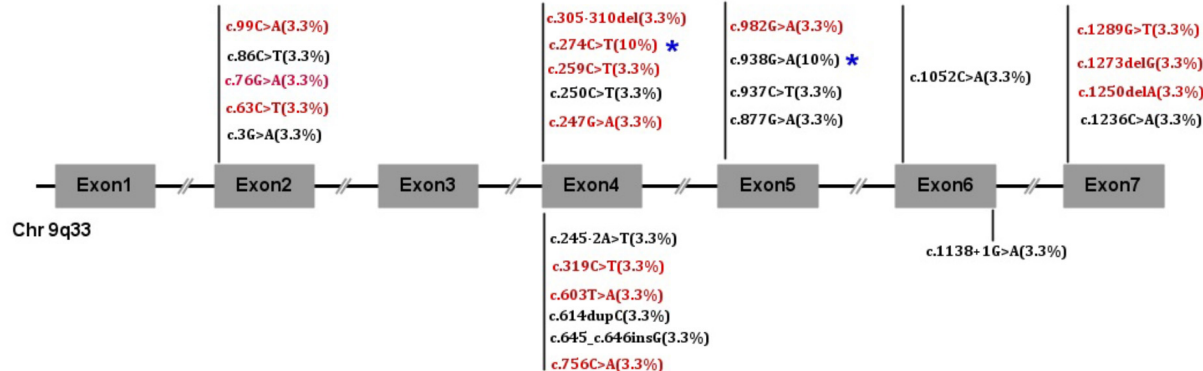 c.99C>A(3.3%)
c.86C>T(3.3%)
c.76G>A(3.3%)
c.63C>T(3.3%)
c.3G>A(3.3%)
c.305-310del(3.3%)
c.274C>T(10%) *
c.259C>T(3.3%)
c.250C>T(3.3%)
c.247G>A(3.3%)
c.982G>A(3.3%)
c.938G>A(10%) *
c.937C>T(3.3%)
c.877G>A(3.3%)
c.1052C>A(3.3%)
c.1289G>T(3.3%)
c.1273delG(3.3%)
c.1250delA(3.3%)
c.1236C>A(3.3%)
Exon1 Exon2 Exon3 Exon4 Exon5 Exon6 Exon7
Chr 9q33
c.245-2A>T(3.3%)
c.319C>T(3.3%)
c.603T>A(3.3%)
c.614dupC(3.3%)
c.645_c.646insG(3.3%)
c.756C>A(3.3%)
c.1138+1G>A(3.3%)